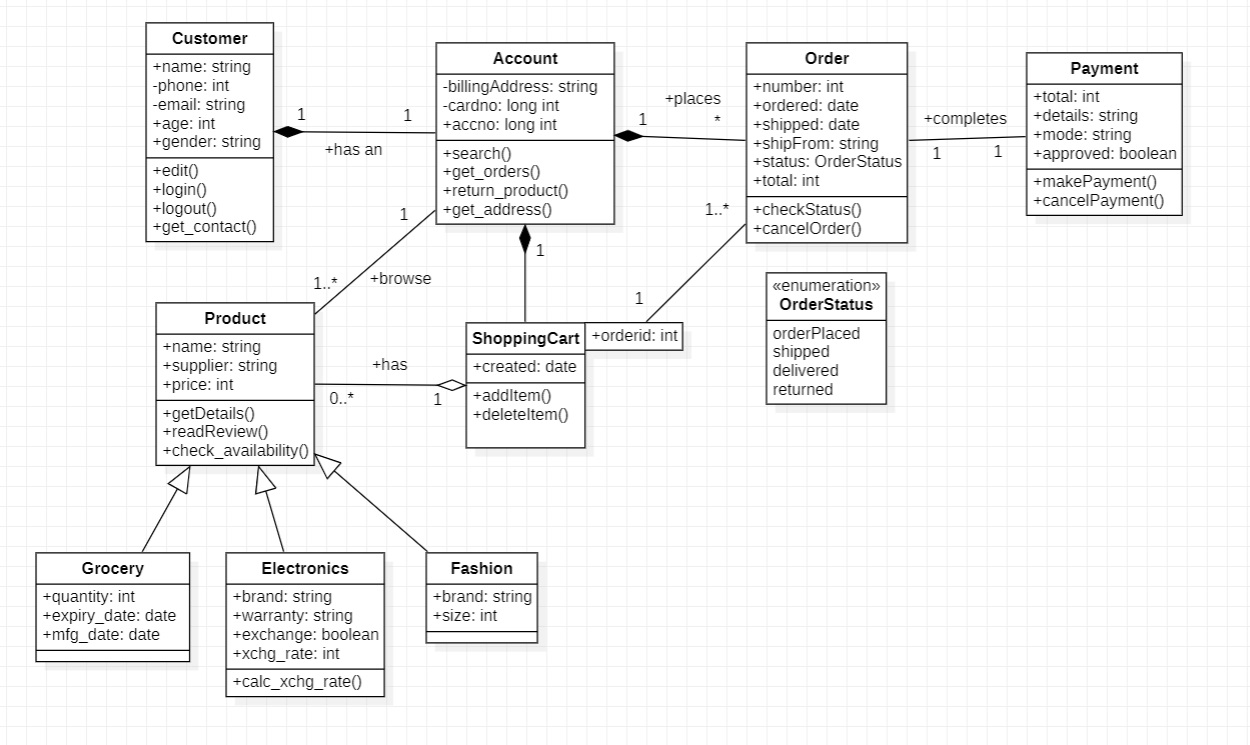 Customer
+name: string
-phone: int
-email: string
+age: int
+gender: string
+edit()
+login()
+logout()
+get_contact()
1
1
+has an
Account
-billingAddress: string
-cardno: long int
+accno: long int
+search()
+get_orders()
+return_product()
+get_address()
+places
1
*
Order
+number: int
+ordered: date
+shipped: date
+shipFrom: string
+status: OrderStatus
+total: int
+checkStatus()
+cancelOrder()
+completes
1
1
Payment
+total: int
+details: string
+mode: string
+approved: boolean
+makePayment()
+cancelPayment()
1
1..*
+browse
1
1..*
1
«enumeration»
OrderStatus
orderPlaced
shipped
delivered
returned
Product
+name: string
+supplier: string
+price: int
+getDetails()
+readReview()
+check_availability()
+has
0..*
1
ShoppingCart
+created: date
+addItem()
+deleteItem()
+orderid: int
Grocery
+quantity: int
+expiry_date: date
+mfg_date: date
Electronics
+brand: string
+warranty: string
+exchange: boolean
+xchg_rate: int
+calc_xchg_rate()
Fashion
+brand: string
+size: int